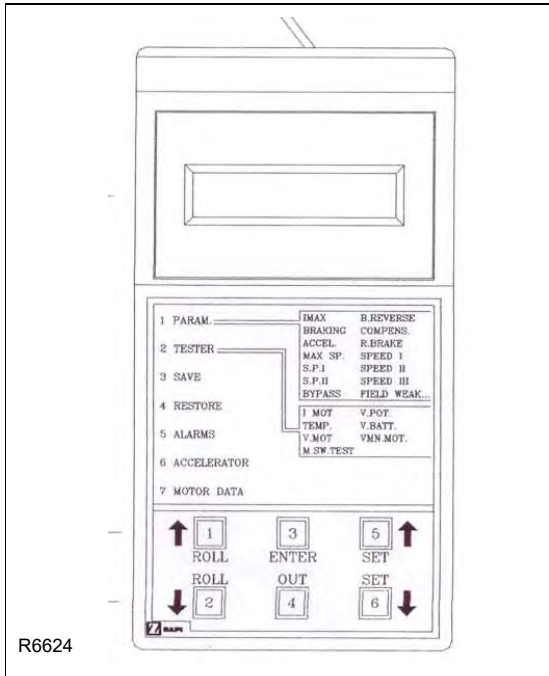 1 PARAM.
2 TESTER
3 SAVE
4 RESTORE
5 ALARMS
6 ACCELERATOR
7 MOTOR DATA
IMAX B.REVERSE
BRAKING COMPENS.
ACCEL. R.BRAKE
MAX SP. SPEED I
S.P.I SPEED II
S.P.II SPEED III
BYPASS FIELD WEAK...
I MOT V.POT.
TEMP. V.BATT.
V.MOT VMN.MOT.
M.SW.TEST
1 3 5
ROLL ENTER SET
ROLL OUT SET
2 4 6
ZAPI
R6624